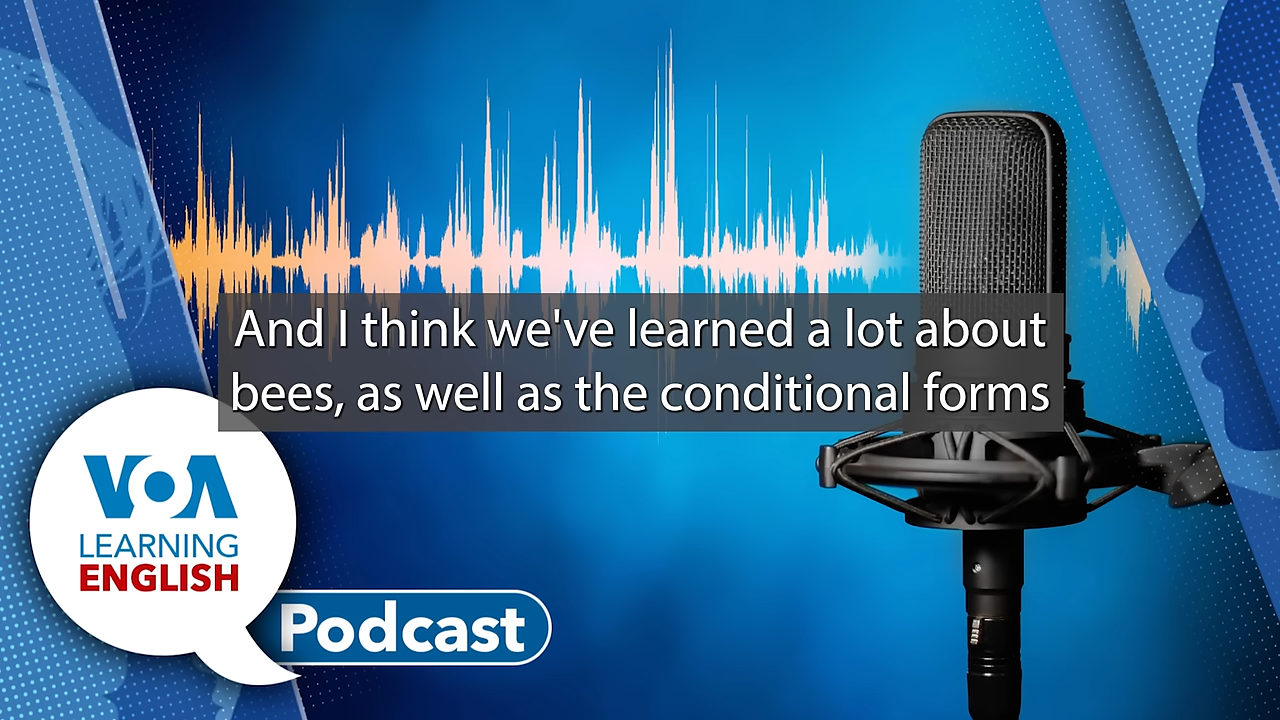 And I think we've learned a lot about
bees, as well as the conditional forms
VOA
LEARNING
ENGLISH
Podcast